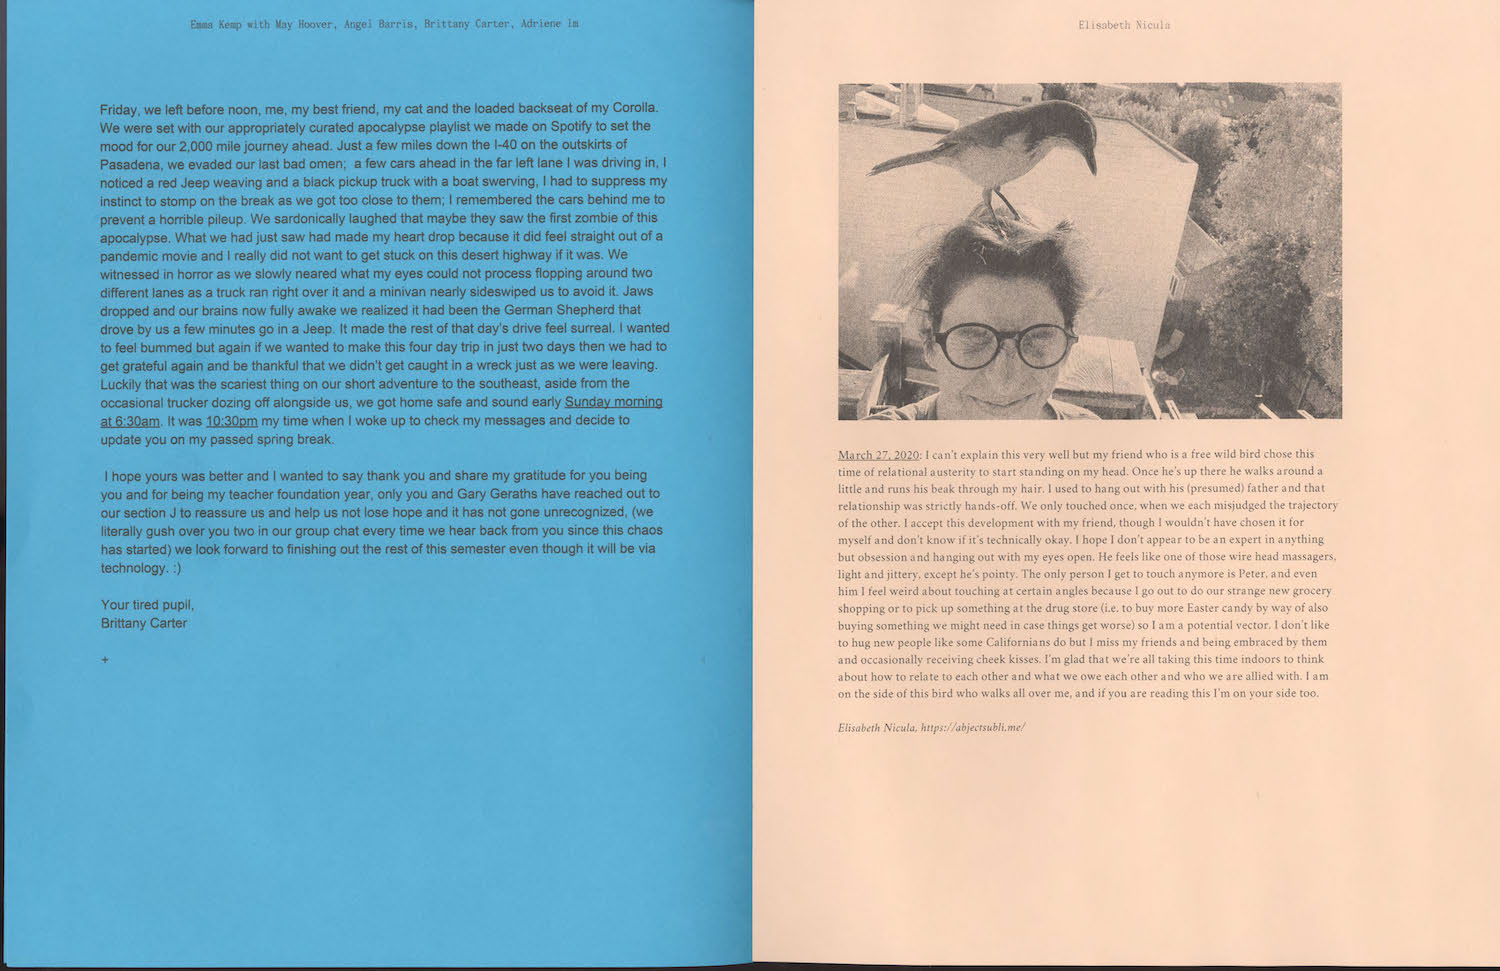 Emma Kemp with May Hoover, Angel Barris, Brittany Carter, Adriene lm
Friday, we left before noon, me, my best friend, my cat and the loaded backseat of my Corolla.
We were set with our appropriately curated apocalypse playlist we made on Spotify to set the
mood for our 2,000 mile journey ahead. Just a few miles down the I-40 on the outskirts of
Pasadena, we evaded our last bad omen;  a few cars ahead in the far left lane I was driving in, I
noticed a red Jeep weaving and a black pickup truck with a boat swerving, I had to suppress my
instinct to stomp on the break as we got too close to them; I remembered the cars behind me to
prevent a horrible pileup. We sardonically laughed that maybe they saw the first zombie of this
apocalypse. What we had just saw had made my heart drop because it did feel straight out of a
pandemic movie and I really did not want to get stuck on this desert highway if it was. We
witnessed in horror as we slowly neared what my eyes could not process flopping around two
different lanes as a truck ran right over it and a minivan nearly sideswiped us to avoid it. Jaws
dropped and our brains now fully awake we realized it had been the German Shepherd that
drove by us a few minutes go in a Jeep. It made the rest of that day's drive feel surreal. I wanted
to feel bummed but again if we wanted to make this four day trip in just two days then we had to
get grateful again and be thankful that we didn't get caught in a wreck just as we were leaving.
Luckily that was the scariest thing on our short adventure to the southeast, aside from the
occasional trucker dozing off alongside us, we got home safe and sound early Sunday morning
at 6:30am. It was 10:30pm my time when I woke up to check my messages and decide to
update you on my passed spring break.
I hope yours was better and I wanted to say thank you and share my gratitude for you being
you and for being my teacher foundation year, only you and Gary Geraths have reached out to
our section J to reassure us and help us not lose hope and it has not gone unrecognized, (we
literally gush over you two in our group chat every time we hear back from you since this chaos
has started) we look forward to finishing out the rest of this semester even though it will be via
technology. :)
Your tired pupil,
Brittany Carter
+
Elisabeth Nicula
March 27, 2020: I can't explain this very well but my friend who is a free wild bird chose this
time of relational austerity to start standing on my head. Once he's up there he walks around a
little and runs his beak through my hair. I used to hang out with his (presumed) father and that
relationship was strictly hands-off. We only touched once, when we each misjudged the trajectory
of the other. I accept this development with my friend, though I wouldn't have chosen it for
myself and don't know if it's technically okay. I hope I don't appear to be an expert in anything
but obsession and hanging out with my eyes open. He feels like one of those wire head massagers,
light and jittery, except he's pointy. The only person I get to touch anymore is Peter, and even
him I feel weird about touching at certain angles because I go out to do our strange new grocery
shopping or to pick up something at the drug store (i.e. to buy more Easter candy by way of also
buying something we might need in case things get worse) so I am a potential vector. I don't like
to hug new people like some Californians do but I miss my friends and being embraced by them
and occasionally receiving cheek kisses. I'm glad that we're all taking this time indoors to think
about how to relate to each other and what we owe each other and who we are allied with. I am
on the side of this bird who walks all over me, and if you are reading this I'm on your side too.
Elisabeth Nicula, https://abjectsubli.me/